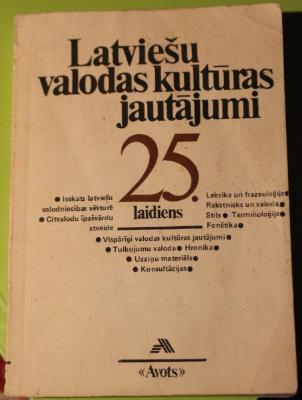 Latviešu
valodas kultūras
jautājumi
25.
laidiens
● Ieskats latviešu
valodniecības vēsturē
● Citvalodu īpašvārdu
atveide
Leksika un frazeoloģija●
Rakstnieks un valoda●
Stils ● Terminoloģija●
Fonētika●
● Vispārīgi valodas kultūras jautājumi●
● Tulkojumu valoda ● Hronika●
● Uzziņu materiāls●
● Konsultācijas●
«Avots»